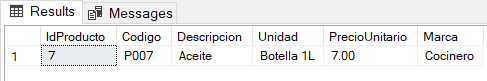 Results Messages
IdProducto Codigo Descripcion Unidad PrecioUnitario Marca
1 7 P007 Aceite Botella 1L 7.00 Cocinero